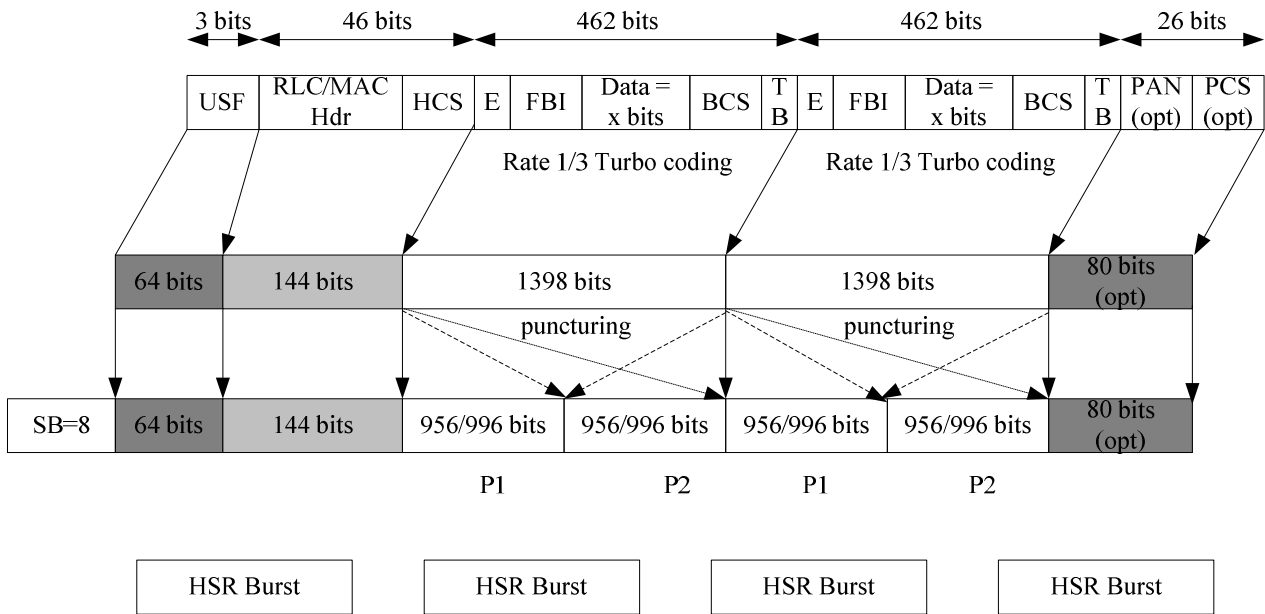 3 bits
46 bits
462 bits
462 bits
26 bits
USF
RLC/MAC
Hdr
HCS
E
FBI
Data =
x bits
BCS
T
B
E
FBI
Data =
x bits
BCS
T
B
PAN
(opt)
PCS
(opt)
Rate 1/3 Turbo coding
Rate 1/3 Turbo coding
64 bits
144 bits
1398 bits
1398 bits
80 bits
(opt)
puncturing
puncturing
SB=8
64 bits
144 bits
956/996 bits
956/996 bits
956/996 bits
956/996 bits
80 bits
(opt)
P1
P2
P1
P2
HSR Burst
HSR Burst
HSR Burst
HSR Burst